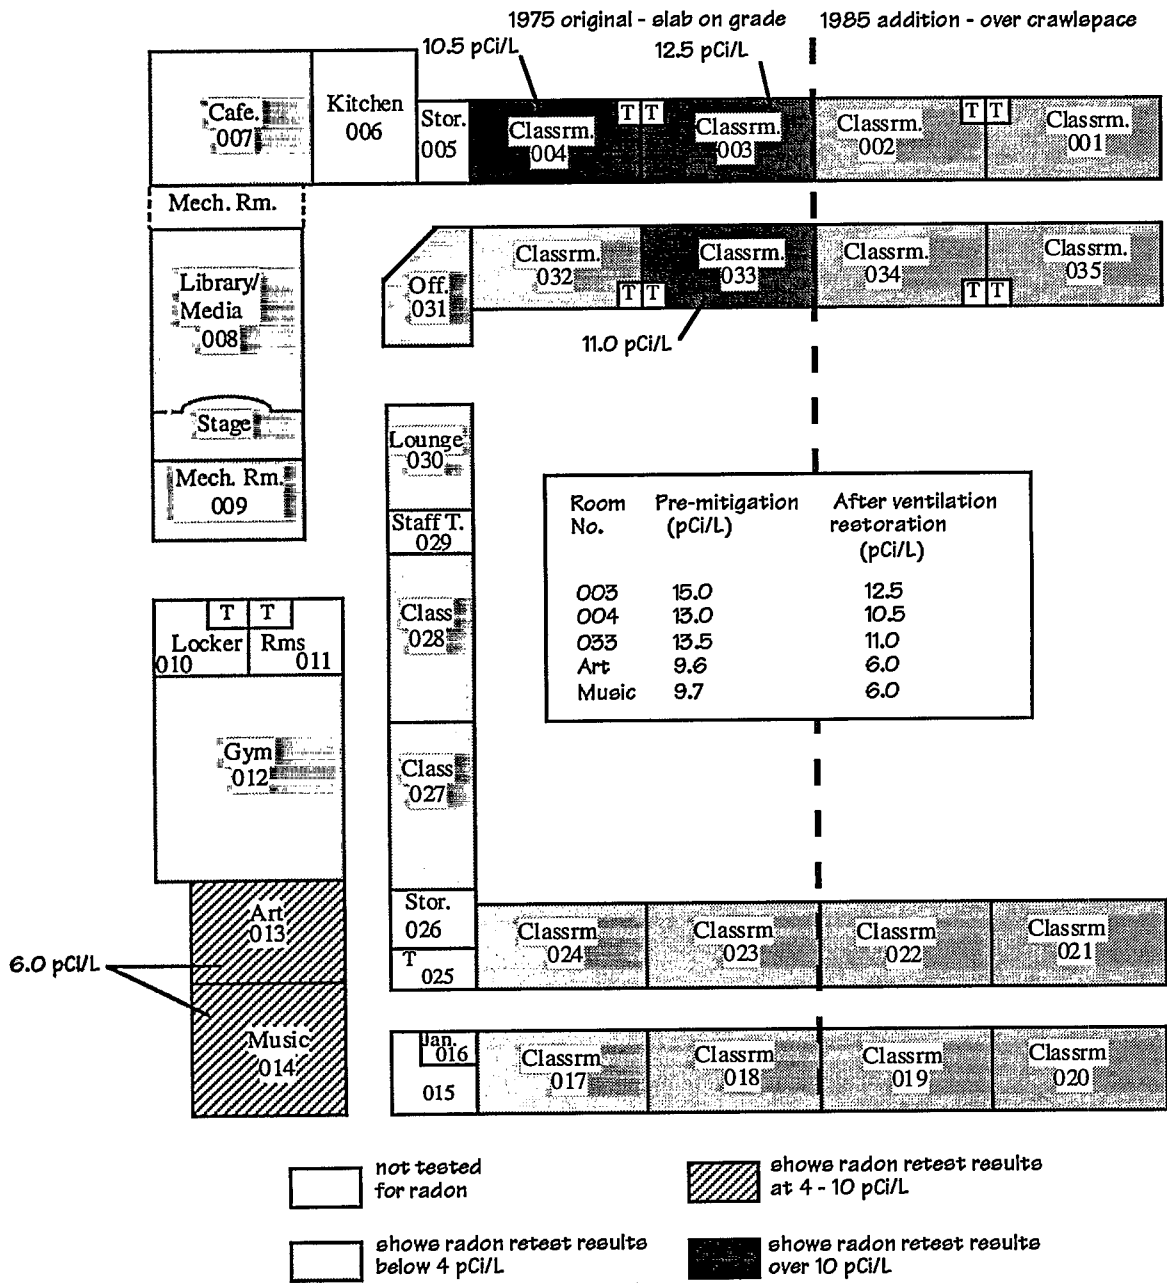 1975 original - slab on grade
1985 addition - over crawlspace
10.5 pCi/L
12.5 pCi/L
Cafe.
007
Kitchen
006
Stor.
005
Classrm.
004
T T
Classrm.
003
Classrm.
002
T T
Classrm.
001
Mech. Rm.
Library/
Media
008
Stage
Mech. Rm.
009
Off.
031
Classrm.
032
T T
Classrm.
033
Classrm.
034
T T
Classrm.
035
11.0 pCi/L
Lounge
030
Staff T.
029
Class
028
Class
027
Stor.
026
T
025
Room No. Pre-mitigation (pCi/L) After ventilation restoration (pCi/L)
003 15.0 12.5
004 13.0 10.5
033 13.5 11.0
Art 9.6 6.0
Music 9.7 6.0
T T
Locker Rms
010 011
Gym
012
Art
013
6.0 pCi/L
Music
014
Classrm
024
Classrm
023
Classrm
022
Classrm
021
Jan.
016
015
Classrm
017
Classrm
018
Classrm
019
Classrm
020
not tested
for radon
shows radon retest results
at 4 - 10 pCi/L
shows radon retest results
below 4 pCi/L
shows radon retest results
over 10 pCi/L